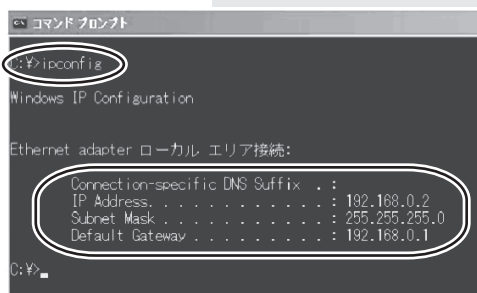 コマンド プロンプト
C:¥>ipconfig
Windows IP Configuration
Ethernet adapter ローカル エリア接続:
Connection-specific DNS Suffix . :
IP Address. . . . . . . . . . . . : 192.168.0.2
Subnet Mask . . . . . . . . . . . : 255.255.255.0
Default Gateway . . . . . . . . . : 192.168.0.1
C:¥>